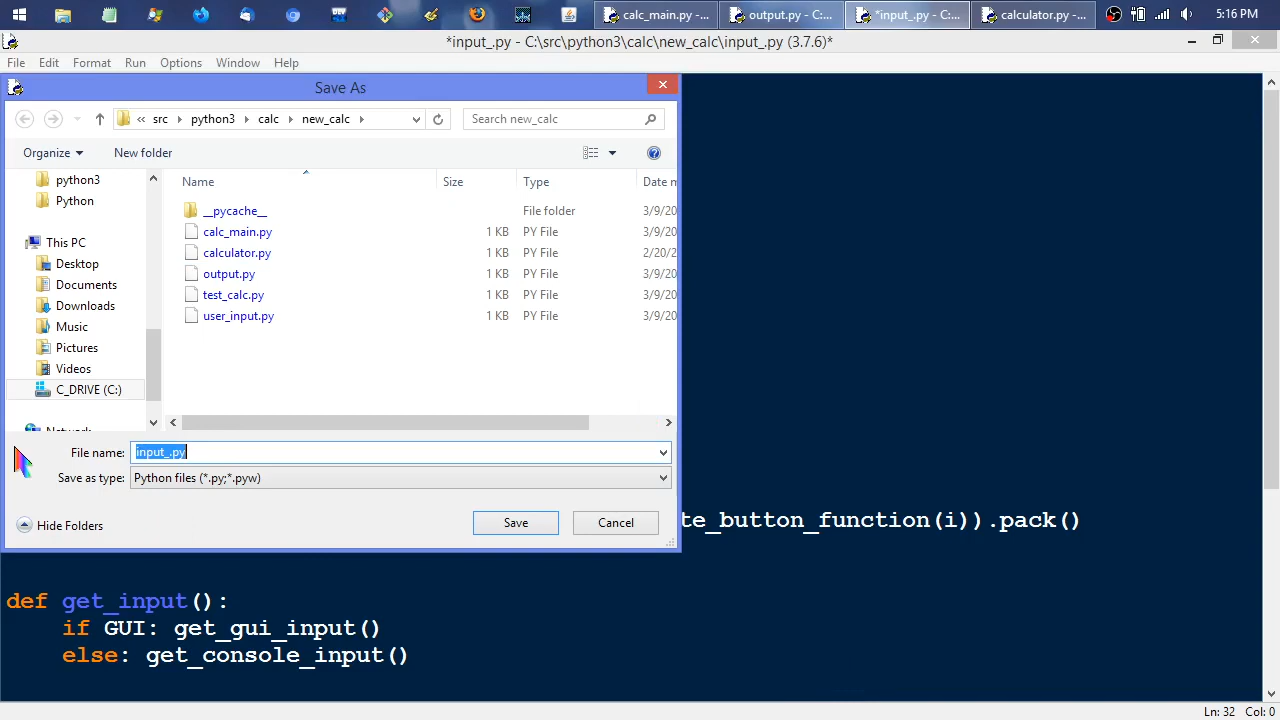 calc_main.py -...
output.py - C:...
*input_.py - C:...
calculator.py -...
5:16 PM
*input_.py - C:\src\python3\calc\new_calc\input_.py (3.7.6)*
File Edit Format Run Options Window Help
Save As
« src python3 calc new_calc
Search new_calc
Organize New folder
python3
Python
This PC
Desktop
Documents
Downloads
Music
Pictures
Videos
C_DRIVE (C:)
Network
Name Size Type Date m
__pycache__ File folder 3/9/20
calc_main.py 1 KB PY File 3/9/20
calculator.py 1 KB PY File 2/20/2
output.py 1 KB PY File 3/9/20
test_calc.py 1 KB PY File 3/9/20
user_input.py 1 KB PY File 3/9/20
File name: input_.py
Save as type: Python files (*.py;*.pyw)
Hide Folders
Save
Cancel
te_button_function(i)).pack()
def get_input():
    if GUI: get_gui_input()
    else: get_console_input()
Ln: 32 Col: 0